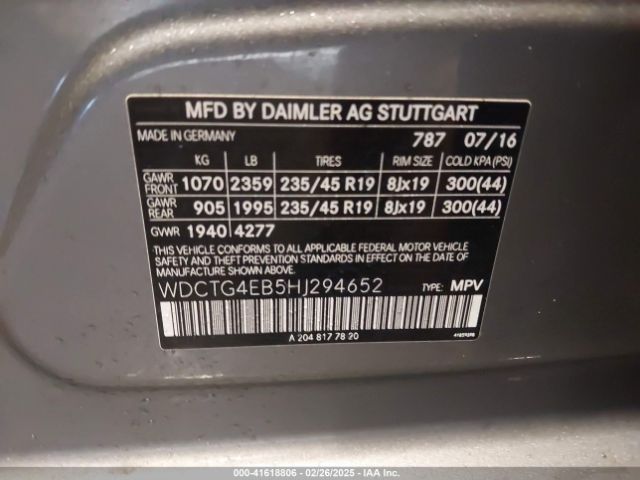 MFD BY DAIMLER AG STUTTGART
MADE IN GERMANY 787 07/16
KG LB TIRES RIM SIZE COLD KPA(PSI)
GAWR FRONT 1070 2359 235/45 R19 8Jx19 300(44)
GAWR REAR 905 1995 235/45 R19 8Jx19 300(44)
GVWR 1940 4277
THIS VEHICLE CONFORMS TO ALL APPLICABLE FEDERAL MOTOR VEHICLE
SAFETY, BUMPER, AND THEFT PREVENTION STANDARDS IN EFFECT
ON THE DATE OF MANUFACTURE SHOWN ABOVE.
WDCTG4EB5HJ294652 TYPE: MPV
A 204 817 78 20
000-41618806 - 02/26/2025 - IAA Inc.